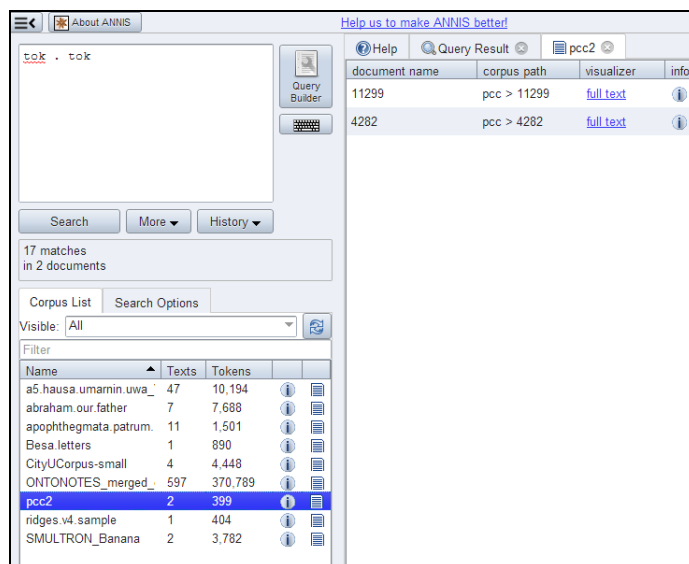 About ANNIS
Help us to make ANNIS better!
tok . tok
Query
Builder
Search More History
17 matches
in 2 documents
Corpus List Search Options
Visible: All
Filter
Name Texts Tokens
a5.hausa.umarnin.uwa_ 47 10,194
abraham.our.father 7 7,688
apophthegmata.patrum. 11 1,501
Besa.letters 1 890
CityUCorpus-small 4 4,448
ONTONOTES_merged_ 597 370,789
pcc2 2 399
ridges.v4.sample 1 404
SMULTRON_Banana 2 3,782
Help Query Result pcc2
document name corpus path visualizer info
11299 pcc > 11299 full text
4282 pcc > 4282 full text